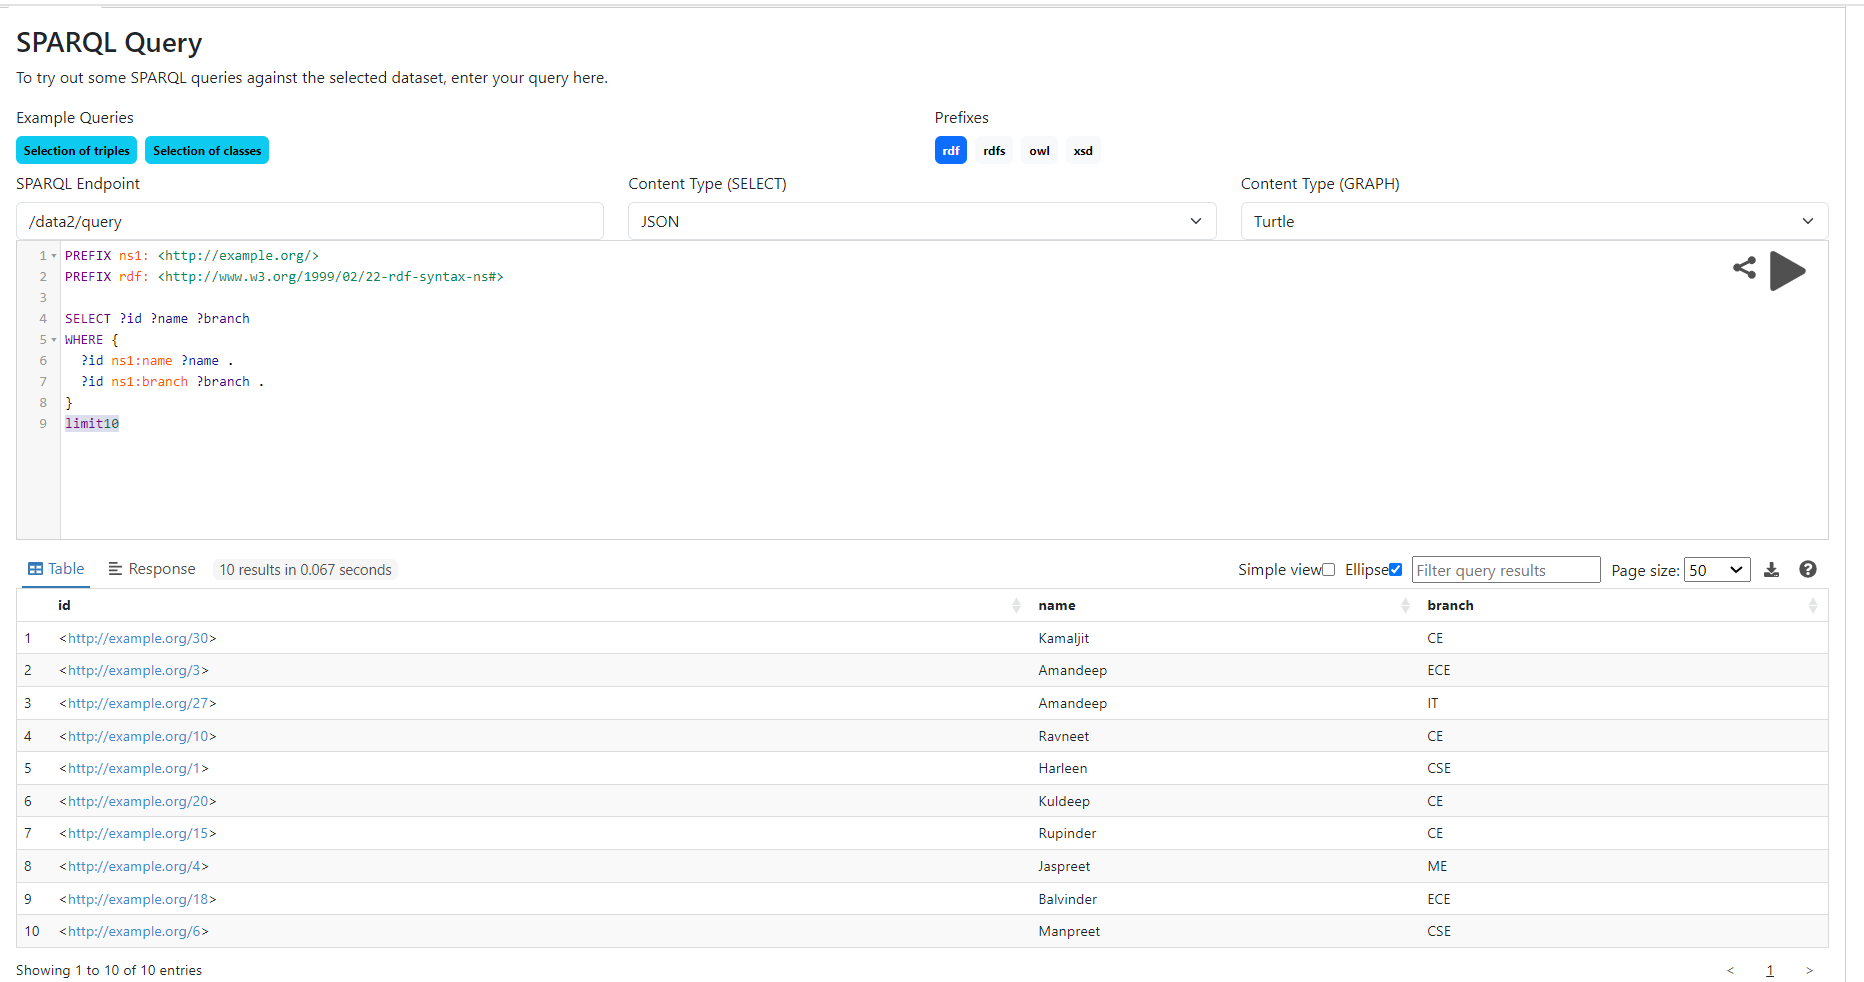 SPARQL Query
To try out some SPARQL queries against the selected dataset, enter your query here.
Example Queries
Prefixes
Selection of triples Selection of classes
rdf rdfs owl xsd
SPARQL Endpoint
Content Type (SELECT)
Content Type (GRAPH)
/data2/query
JSON
Turtle
1 PREFIX ns1: <http://example.org/>
2 PREFIX rdf: <http://www.w3.org/1999/02/22-rdf-syntax-ns#>
3
4 SELECT ?id ?name ?branch
5 WHERE {
6 ?id ns1:name ?name .
7 ?id ns1:branch ?branch .
8 }
9 limit10
Table Response 10 results in 0.067 seconds
Simple view Ellipse Filter query results Page size: 50
id name branch
1 <http://example.org/30> Kamaljit CE
2 <http://example.org/3> Amandeep ECE
3 <http://example.org/27> Amandeep IT
4 <http://example.org/10> Ravneet CE
5 <http://example.org/1> Harleen CSE
6 <http://example.org/20> Kuldeep CE
7 <http://example.org/15> Rupinder CE
8 <http://example.org/4> Jaspreet ME
9 <http://example.org/18> Balvinder ECE
10 <http://example.org/6> Manpreet CSE
Showing 1 to 10 of 10 entries
< 1 >